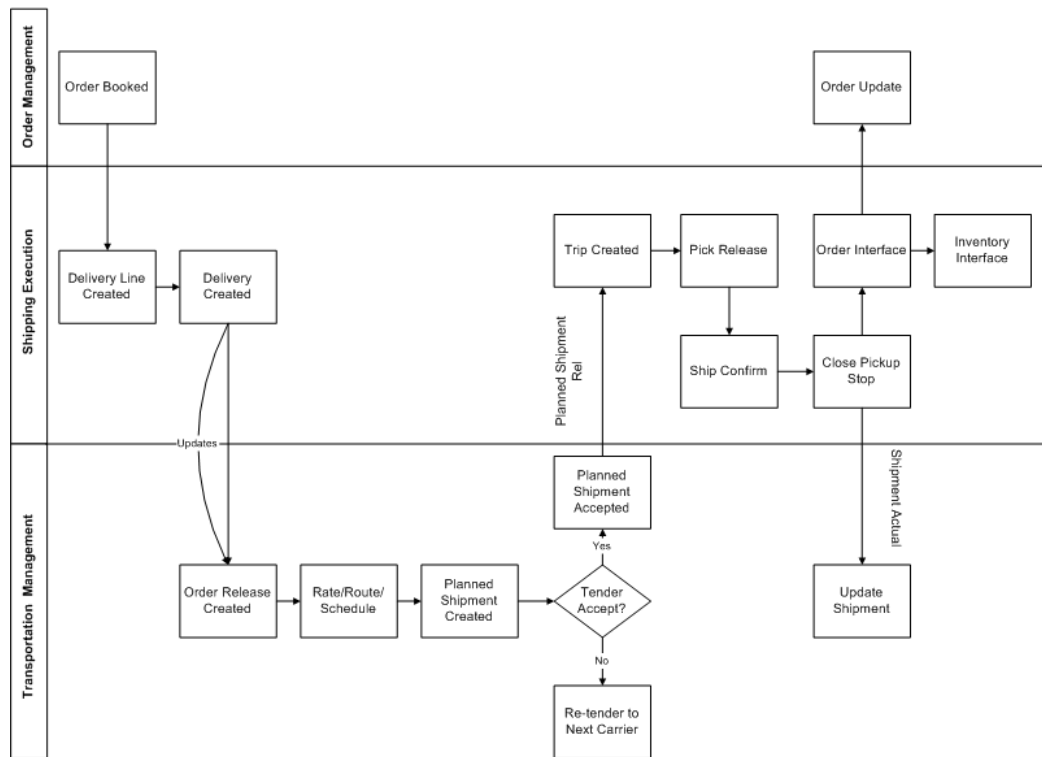 Order Management
Order Booked
Order Update
Shipping Execution
Delivery Line
Created
Delivery
Created
Trip Created
Pick Release
Order Interface
Inventory
Interface
Ship Confirm
Close Pickup
Stop
Planned Shipment
Rel
Updates
Transportation Management
Planned
Shipment
Accepted
Shipment Actual
Yes
Order Release
Created
Rate/Route/
Schedule
Planned
Shipment
Created
Tender
Accept?
Update
Shipment
No
Re-tender to
Next Carrier